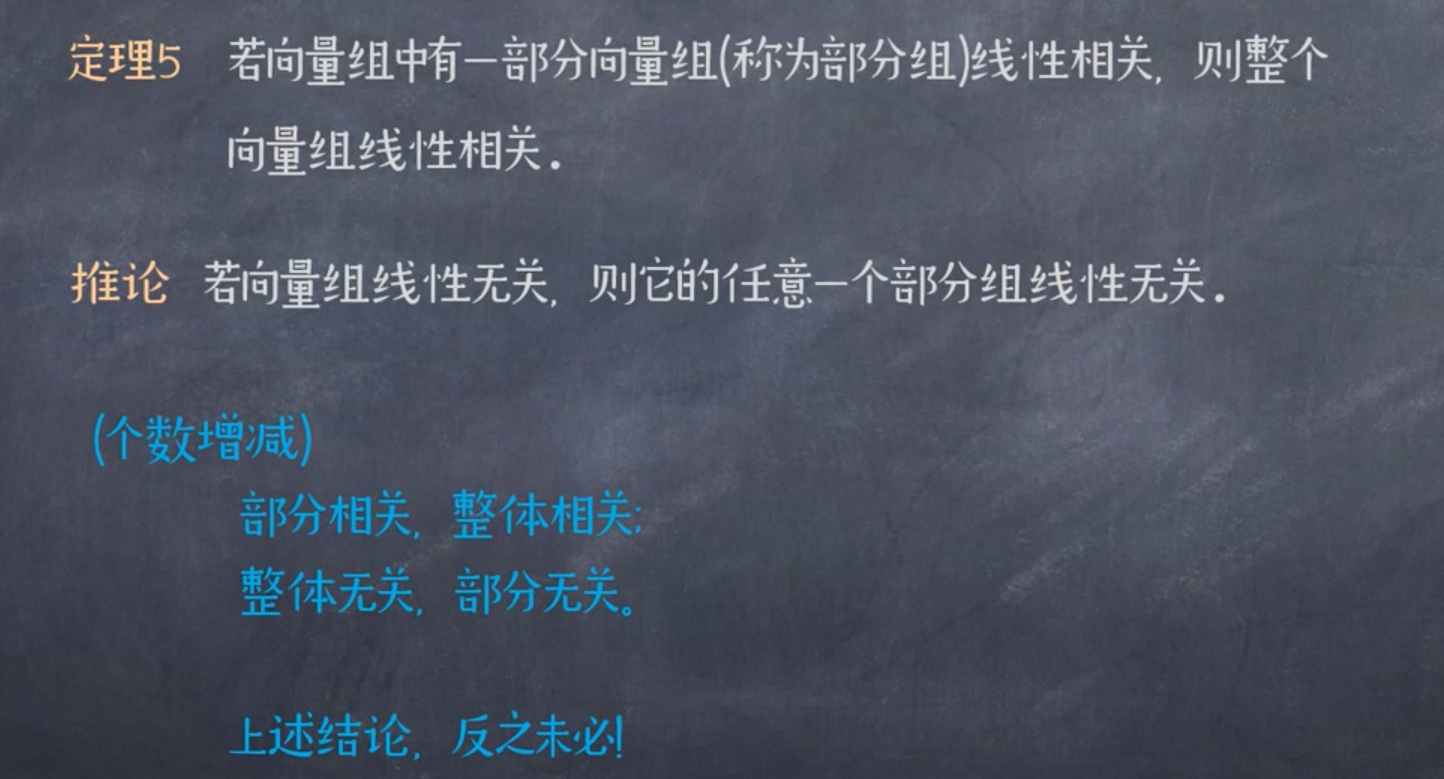 定理5 若向量组中有一部分向量组(称为部分组)线性相关，则整个
向量组线性相关.
推论 若向量组线性无关，则它的任意一个部分组线性无关.
(个数增减)
部分相关，整体相关;
整体无关，部分无关。
上述结论，反之未必!